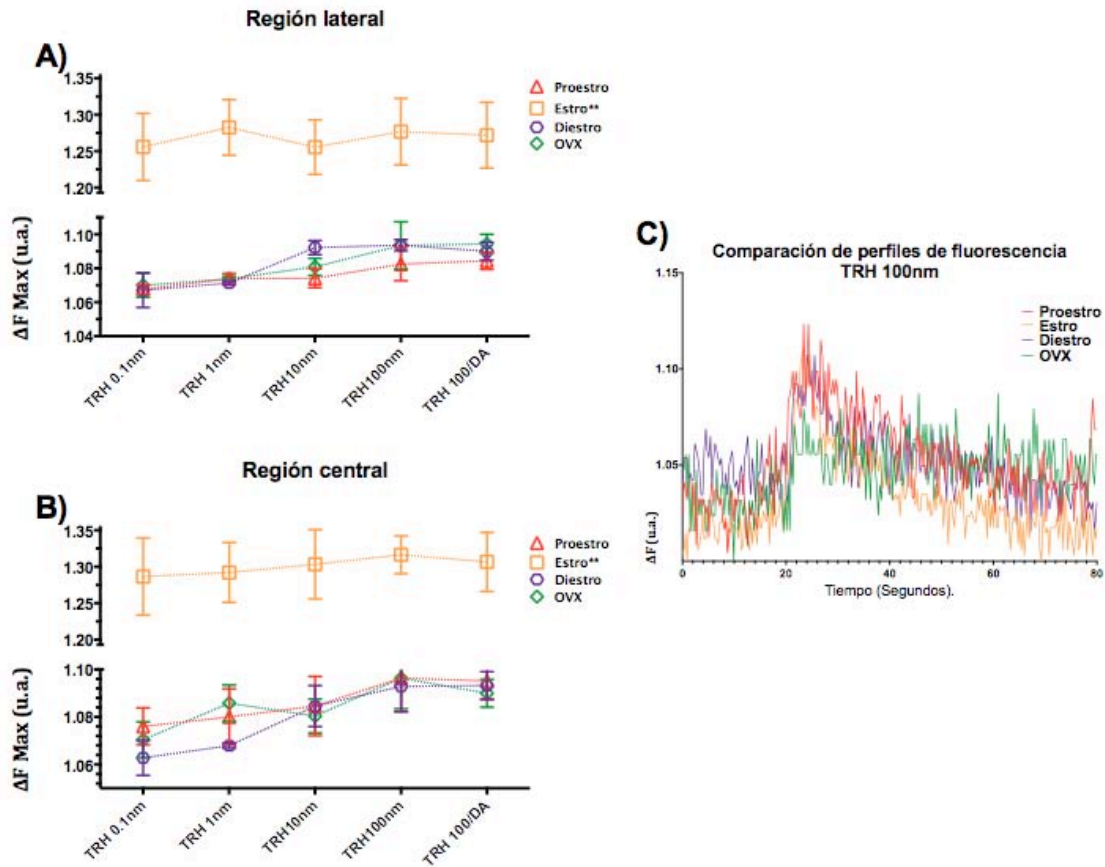 Región lateral
A)
1.35
1.30
1.25
1.20
1.10
1.08
1.06
1.04
ΔF Max (u.a.)
TRH 0.1nm
TRH 1nm
TRH10nm
TRH100nm
TRH 100/DA
Proestro
Estro**
Diestro
OVX
Región central
B)
1.35
1.30
1.25
1.20
1.10
1.08
1.06
ΔF Max (u.a.)
TRH 0.1nm
TRH 1nm
TRH10nm
TRH100nm
TRH 100/DA
Proestro
Estro**
Diestro
OVX
C)
Comparación de perfiles de fluorescencia
TRH 100nm
1.15
1.10
1.05
ΔF (u.a.)
0
20
40
60
80
Tiempo (Segundos).
Proestro
Estro
Diestro
OVX